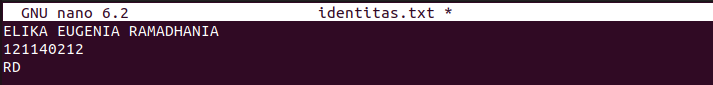 GNU nano 6.2 identitas.txt *
ELIKA EUGENIA RAMADHANIA
121140212
RD